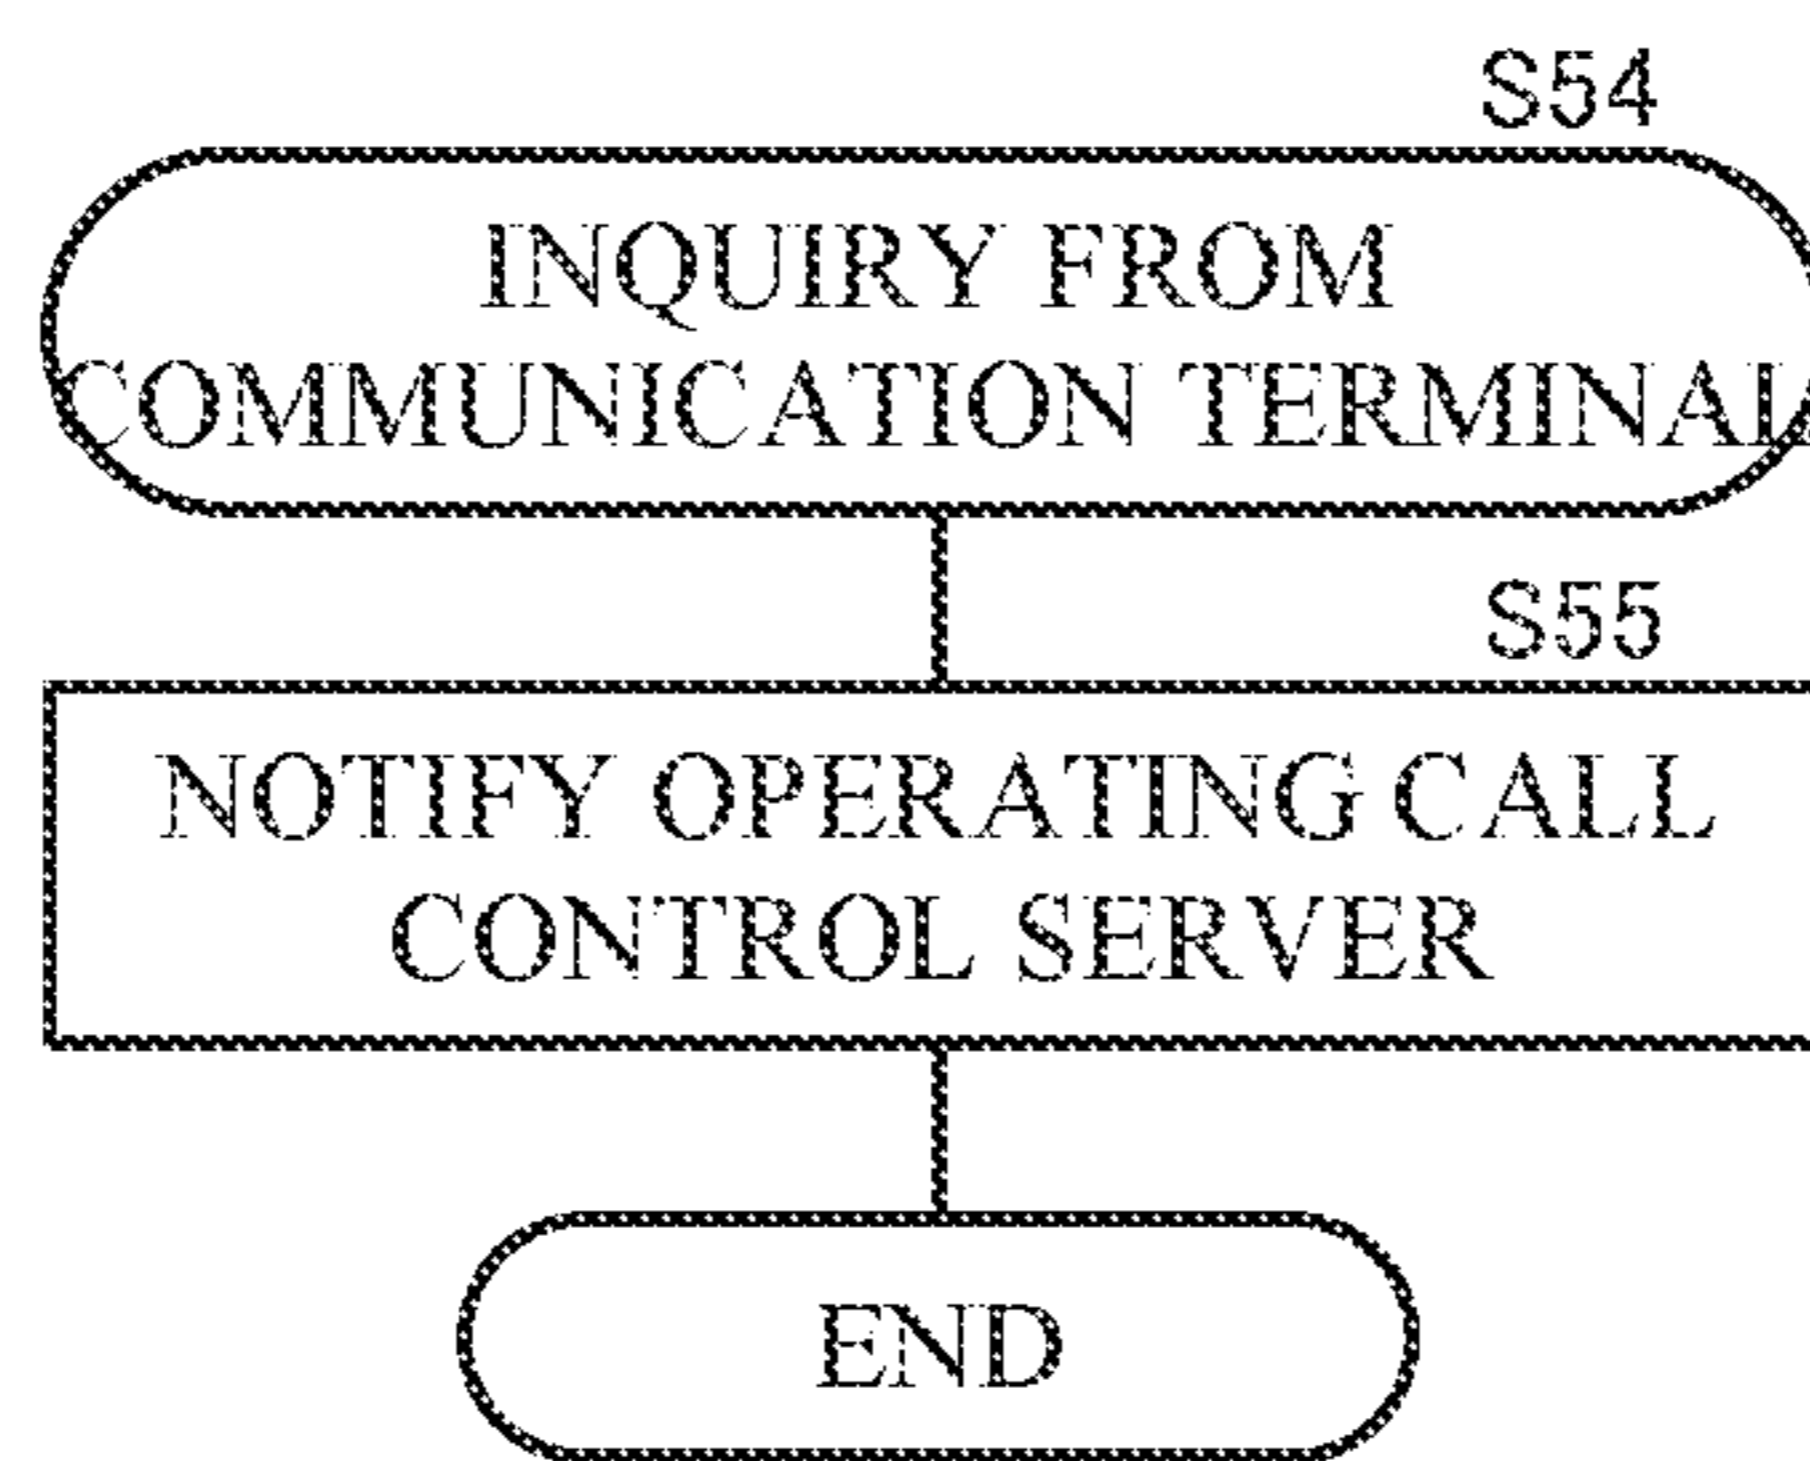 S54
INQUIRY FROM
COMMUNICATION TERMINAL
S55
NOTIFY OPERATING CALL
CONTROL SERVER
END